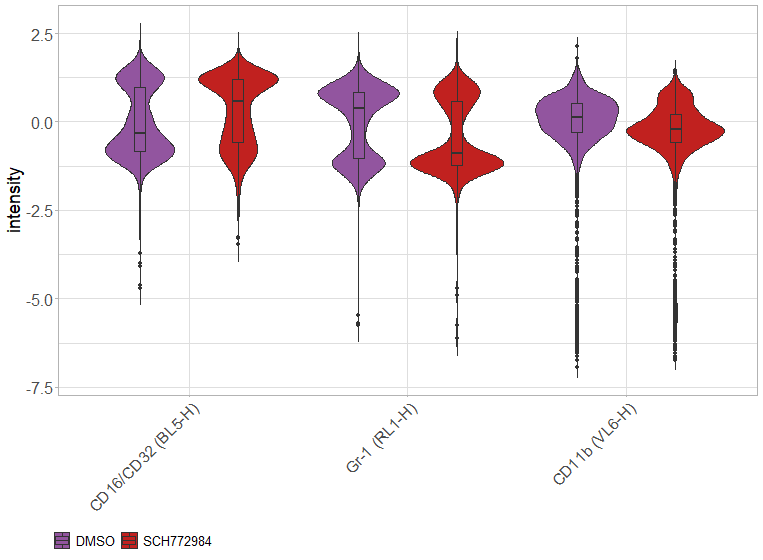 intensity
2.5
0.0
-2.5
-5.0
-7.5
CD16/CD32 (BL5-H)
Gr-1 (RL1-H)
CD11b (VL6-H)
DMSO SCH772984